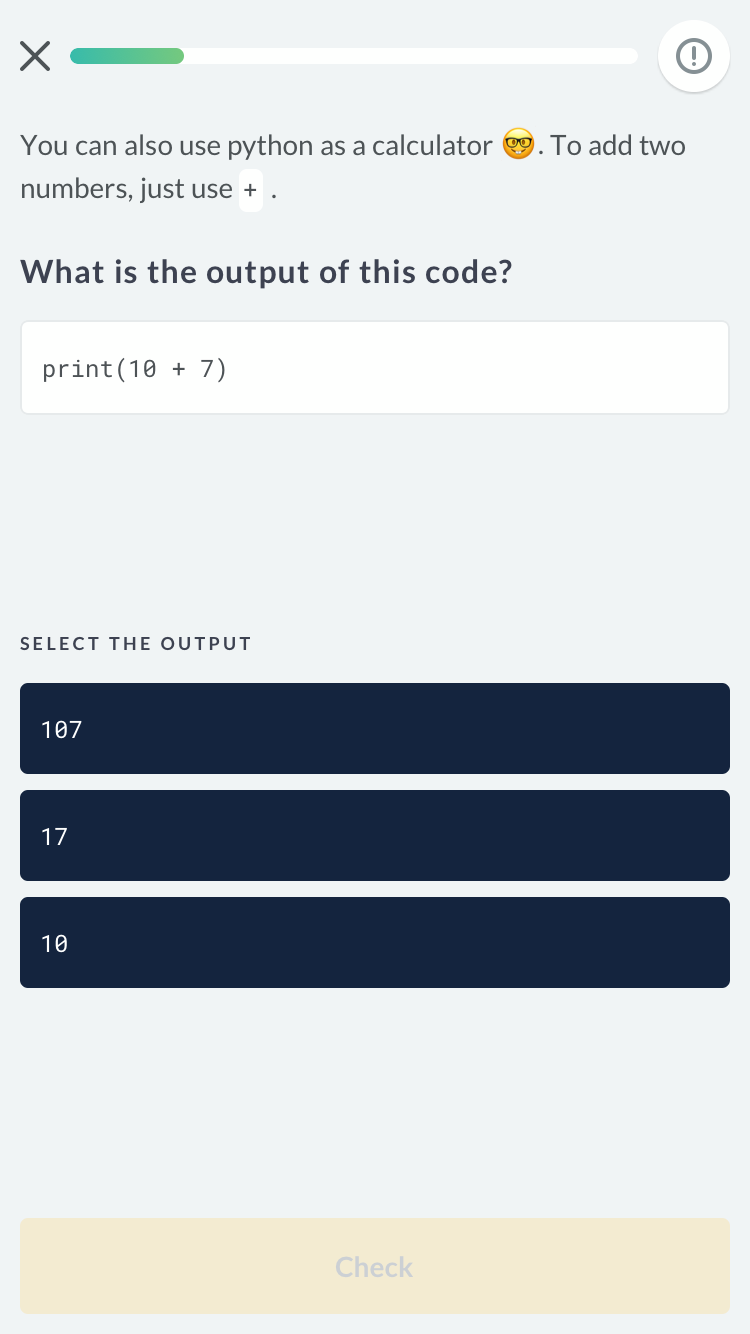 You can also use python as a calculator 🤓. To add two
numbers, just use + .
What is the output of this code?
print(10 + 7)
SELECT THE OUTPUT
107
17
10
Check